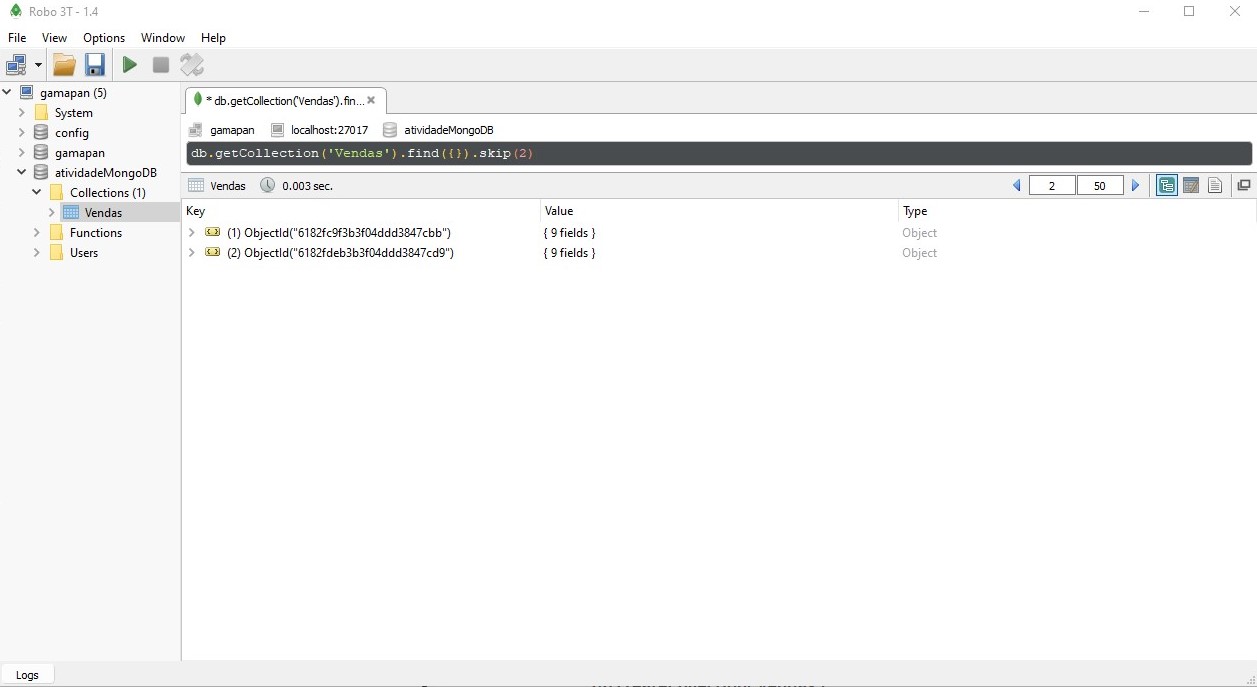 Robo 3T - 1.4
File View Options Window Help
gamapan (5)
System
config
gamapan
atividadeMongoDB
Collections (1)
Vendas
Functions
Users
* db.getCollection('Vendas').fin...
gamapan localhost:27017 atividadeMongoDB
db.getCollection('Vendas').find({}).skip(2)
Vendas 0.003 sec. 2 50
Key Value Type
(1) ObjectId("6182fc9f3b3f04ddd3847cbb") { 9 fields } Object
(2) ObjectId("6182fdeb3b3f04ddd3847cd9") { 9 fields } Object
Logs